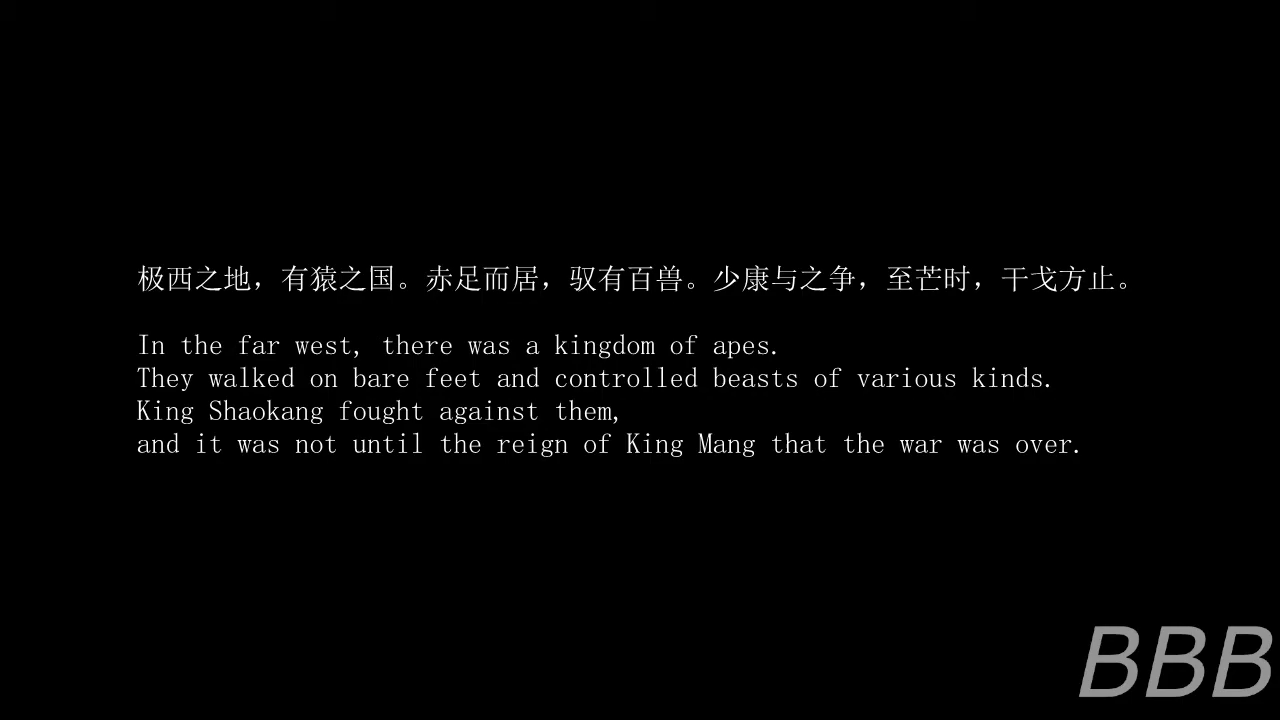 极西之地，有猿之国。赤足而居，驭有百兽。少康与之争，至芒时，干戈方止。
In the far west, there was a kingdom of apes.
They walked on bare feet and controlled beasts of various kinds.
King Shaokang fought against them,
and it was not until the reign of King Mang that the war was over.
BBB